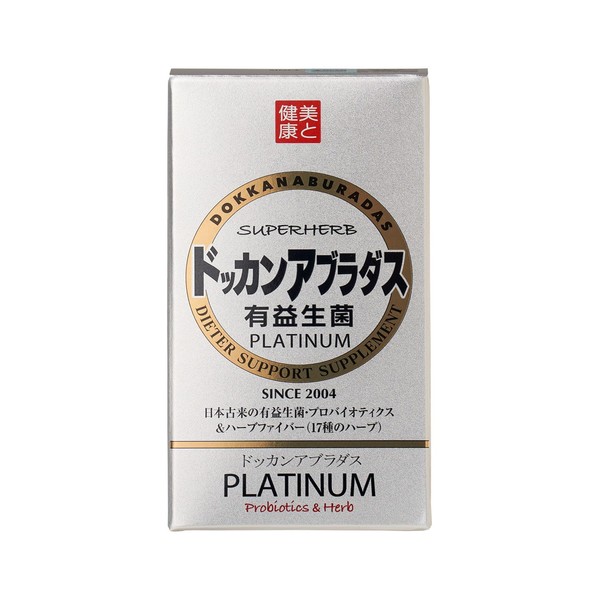 美と
健康
DOKKANABURADAS
SUPERHERB
ドッカンアブラダス
有益生菌
PLATINUM
DIETER SUPPORT SUPPLEMENT
SINCE 2004
日本古来の有益生菌・プロバイオティクス
&ハーブファイバー(17種のハーブ)
ドッカンアブラダス
PLATINUM
Probiotics & Herb